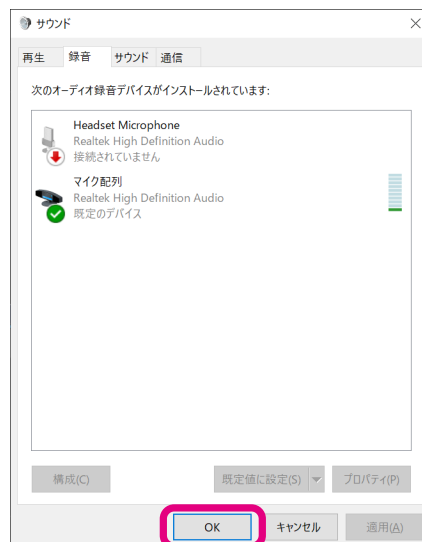 サウンド
再生 録音 サウンド 通信
次のオーディオ録音デバイスがインストールされています:
Headset Microphone
Realtek High Definition Audio
接続されていません
マイク配列
Realtek High Definition Audio
既定のデバイス
構成(C) 既定値に設定(S) プロパティ(P)
OK キャンセル 適用(A)